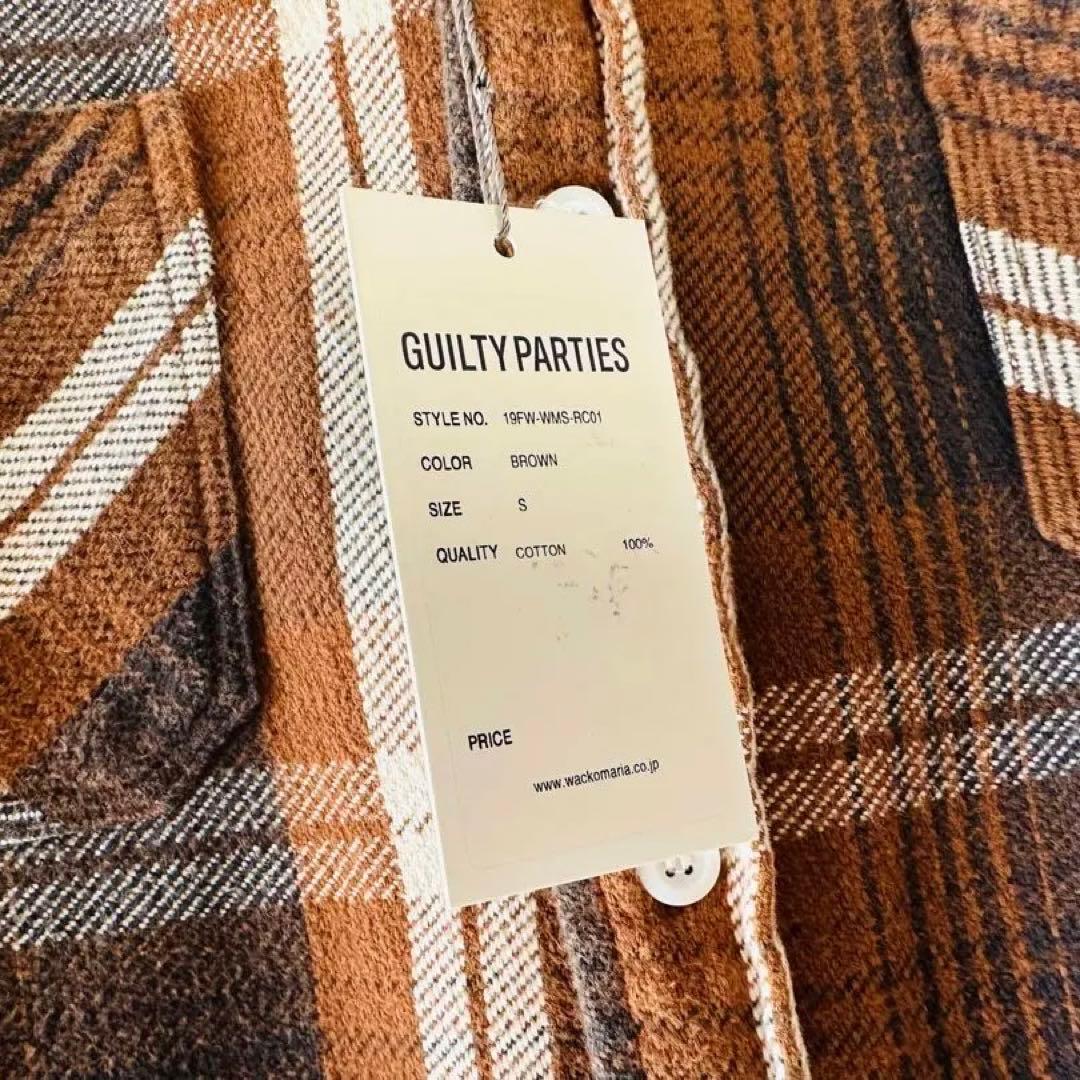 GUILTY PARTIES
STYLE NO. 19FW-WMS-RC01
COLOR BROWN
SIZE S
QUALITY COTTON 100%
PRICE
www.wackomaria.co.jp